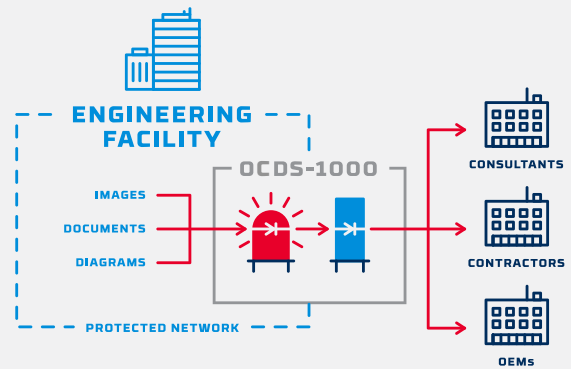 ENGINEERING
FACILITY
OCDS-1000
IMAGES
DOCUMENTS
DIAGRAMS
PROTECTED NETWORK
CONSULTANTS
CONTRACTORS
OEMs